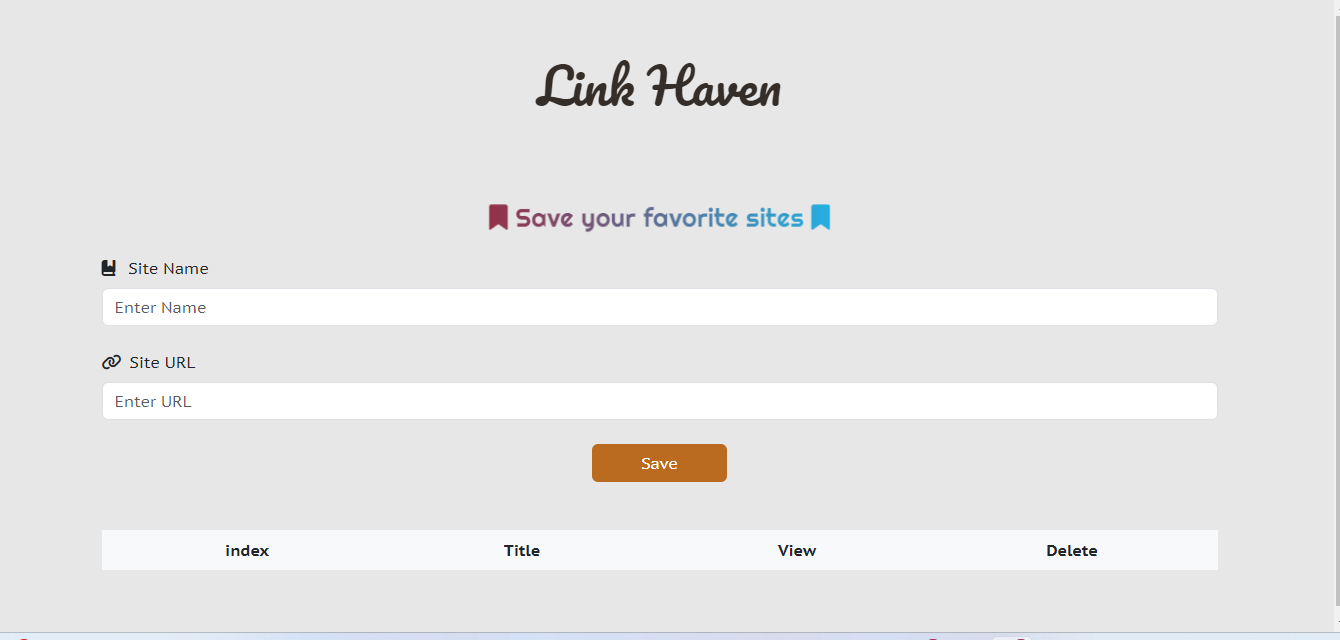 Link Haven
Save your favorite sites
Site Name
Enter Name
Site URL
Enter URL
Save
index Title View Delete